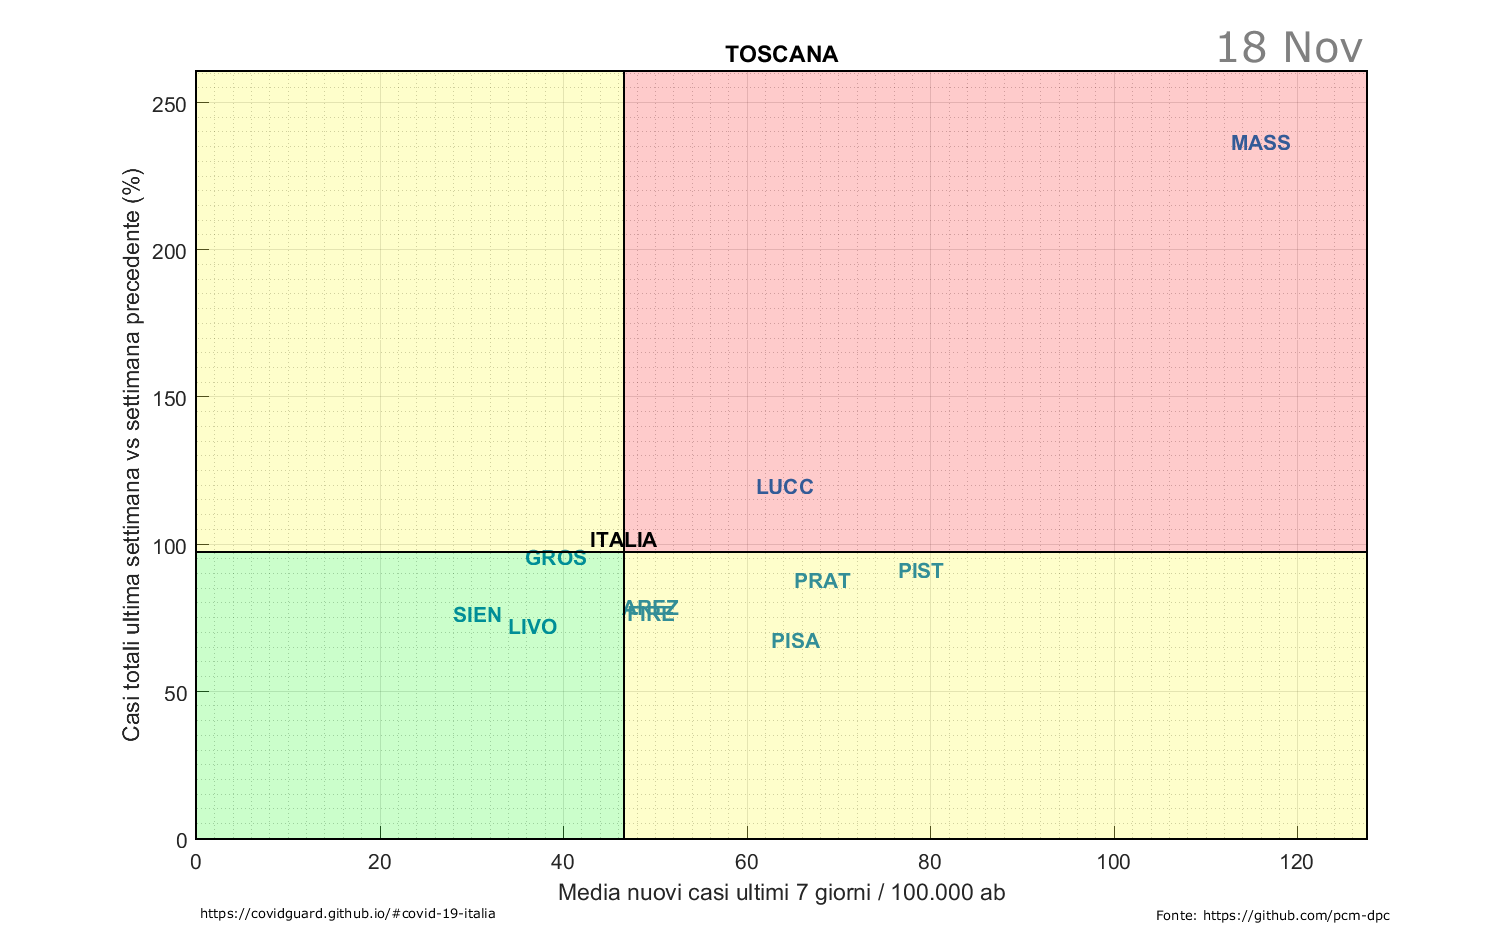 18 Nov
TOSCANA
Casi totali ultima settimana vs settimana precedente (%)
250
200
150
100
50
0
MASS
LUCC
ITALIA
GROS
PIST
PRAT
AREZ
FIRE
SIEN
LIVO
PISA
0 20 40 60 80 100 120
Media nuovi casi ultimi 7 giorni / 100.000 ab
https://covidguard.github.io/#covid-19-italia
Fonte: https://github.com/pcm-dpc